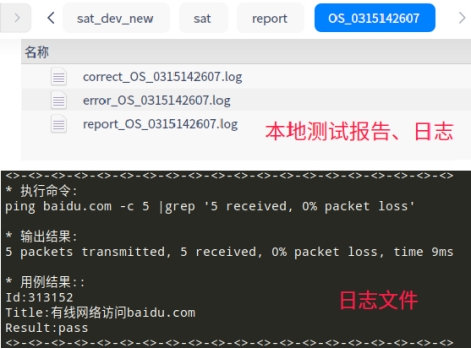 sat_dev_new sat report OS_0315142607
名称
correct_OS_0315142607.log
error_OS_0315142607.log
report_OS_0315142607.log
本地测试报告、日志
<>-<>-<>-<>-<>-<>-<>-<>-<>-<>-<>-<>-<>-<>-<>-<>-<>-<>-<>
* 执行命令:
ping baidu.com -c 5 |grep '5 received, 0% packet loss'
* 输出结果:
5 packets transmitted, 5 received, 0% packet loss, time 9ms
* 用例结果::
Id:313152
Title:有线网络访问baidu.com
Result:pass
日志文件
<>-<>-<>-<>-<>-<>-<>-<>-<>-<>-<>-<>-<>-<>-<>-<>-<>-<>-<>